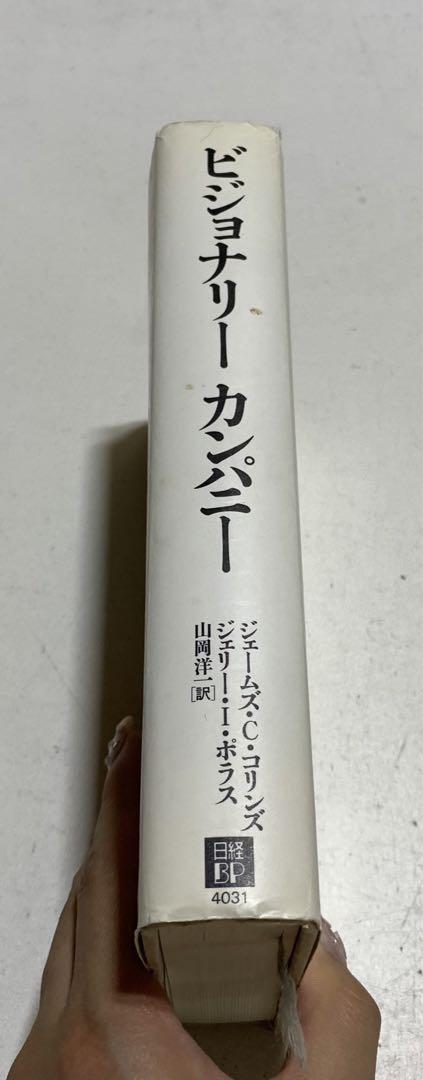 ビジョナリー カンパニー
ジェームズ・C・コリンズ
ジェリー・I・ポラス
山岡洋一[訳]
日経
BP
4031